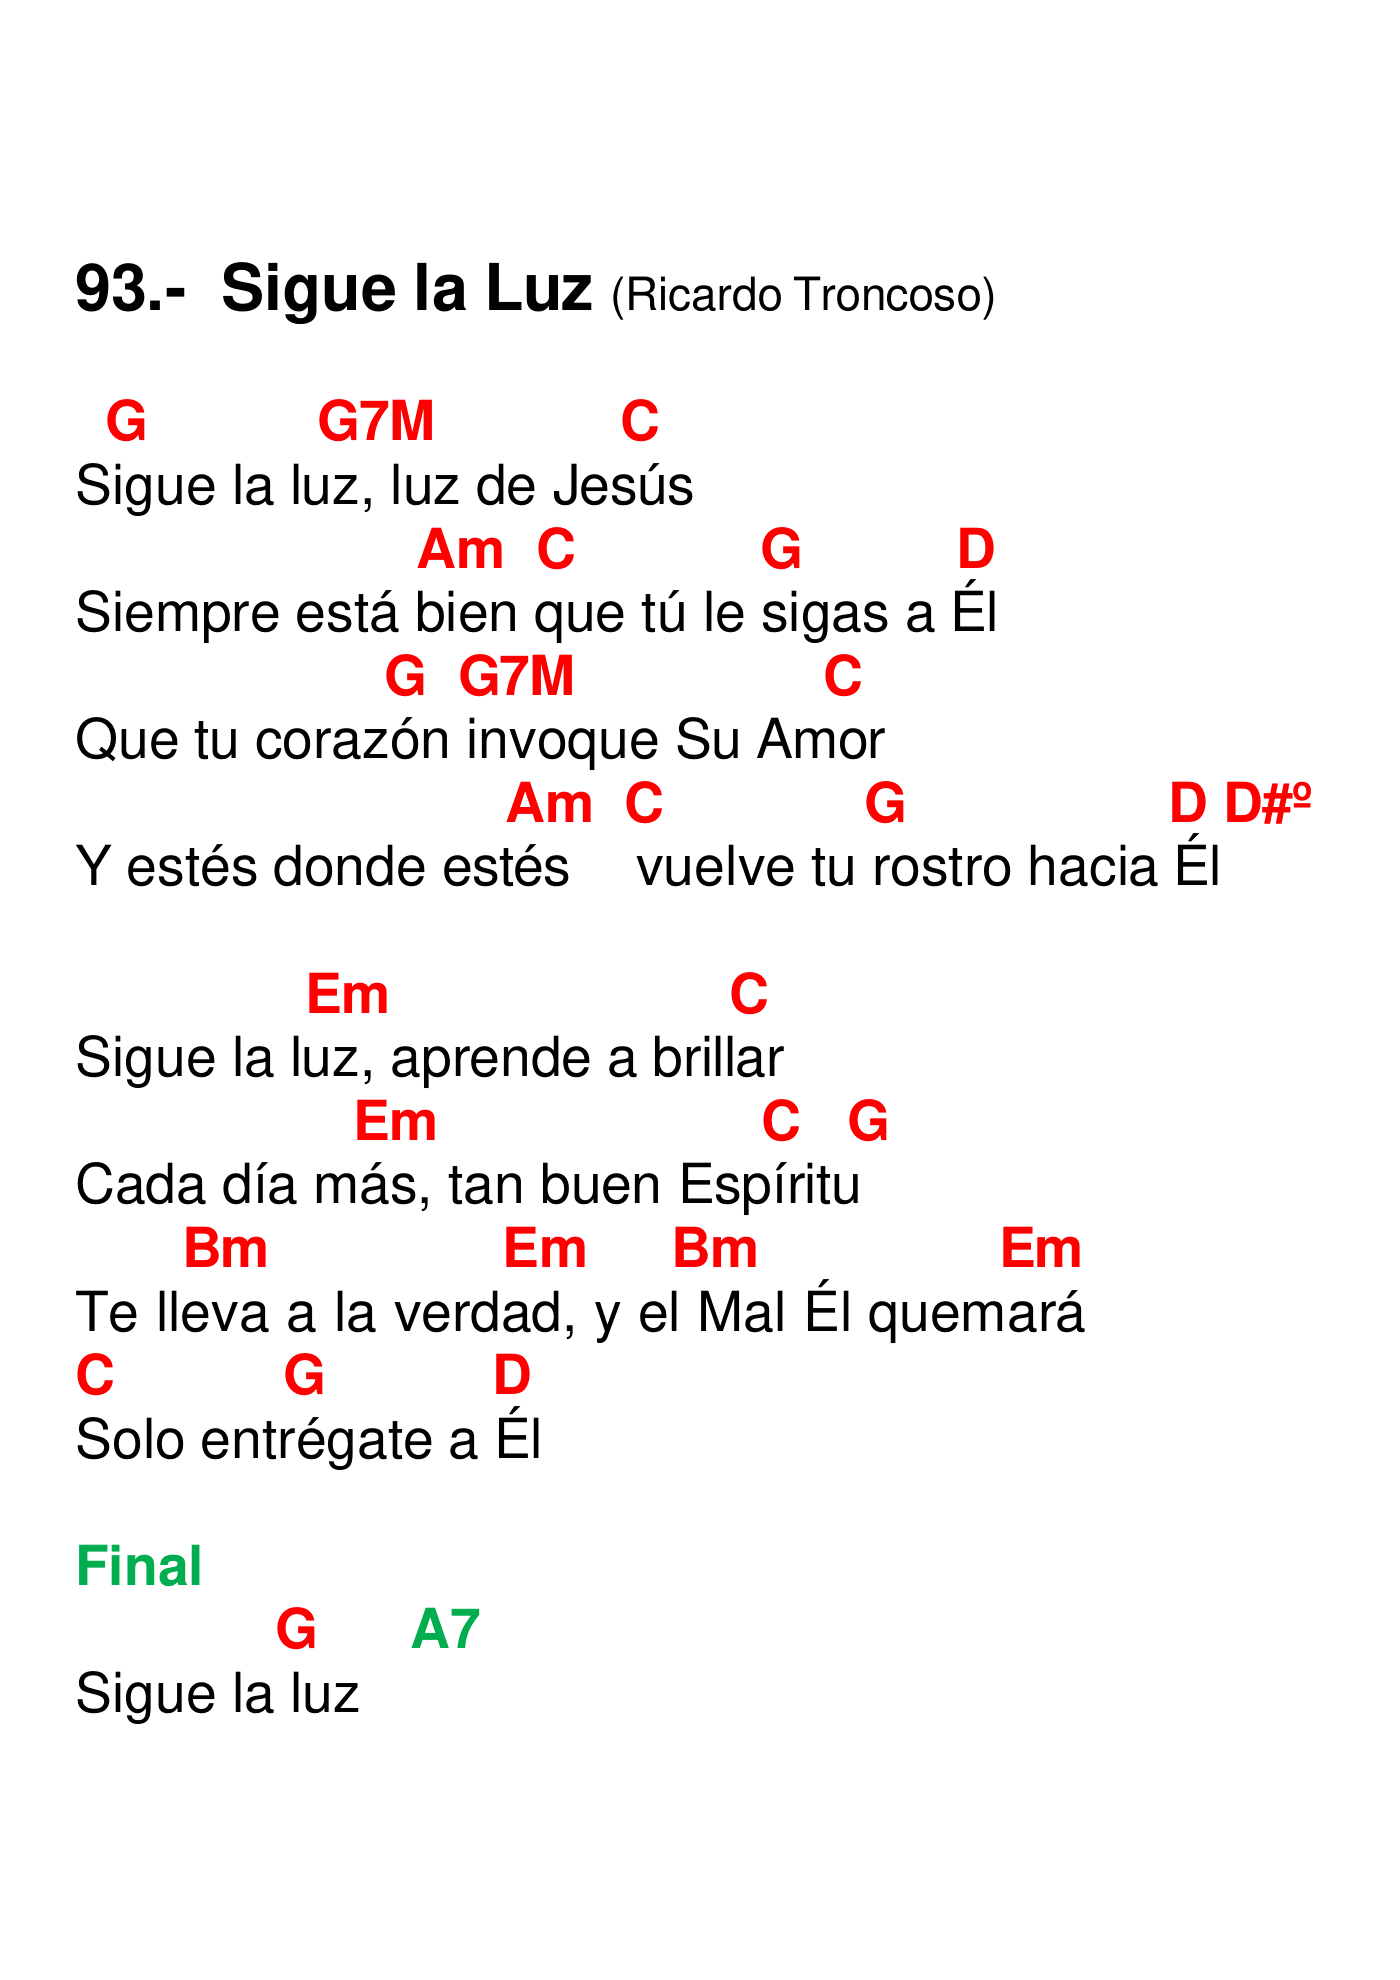 93.- Sigue la Luz (Ricardo Troncoso)
G G7M C
Sigue la luz, luz de Jesús
Am C G D
Siempre está bien que tú le sigas a Él
G G7M C
Que tu corazón invoque Su Amor
Am C G D D#º
Y estés donde estés vuelve tu rostro hacia Él
Em C
Sigue la luz, aprende a brillar
Em C G
Cada día más, tan buen Espíritu
Bm Em Bm Em
Te lleva a la verdad, y el Mal Él quemará
C G D
Solo entrégate a Él
Final
G A7
Sigue la luz